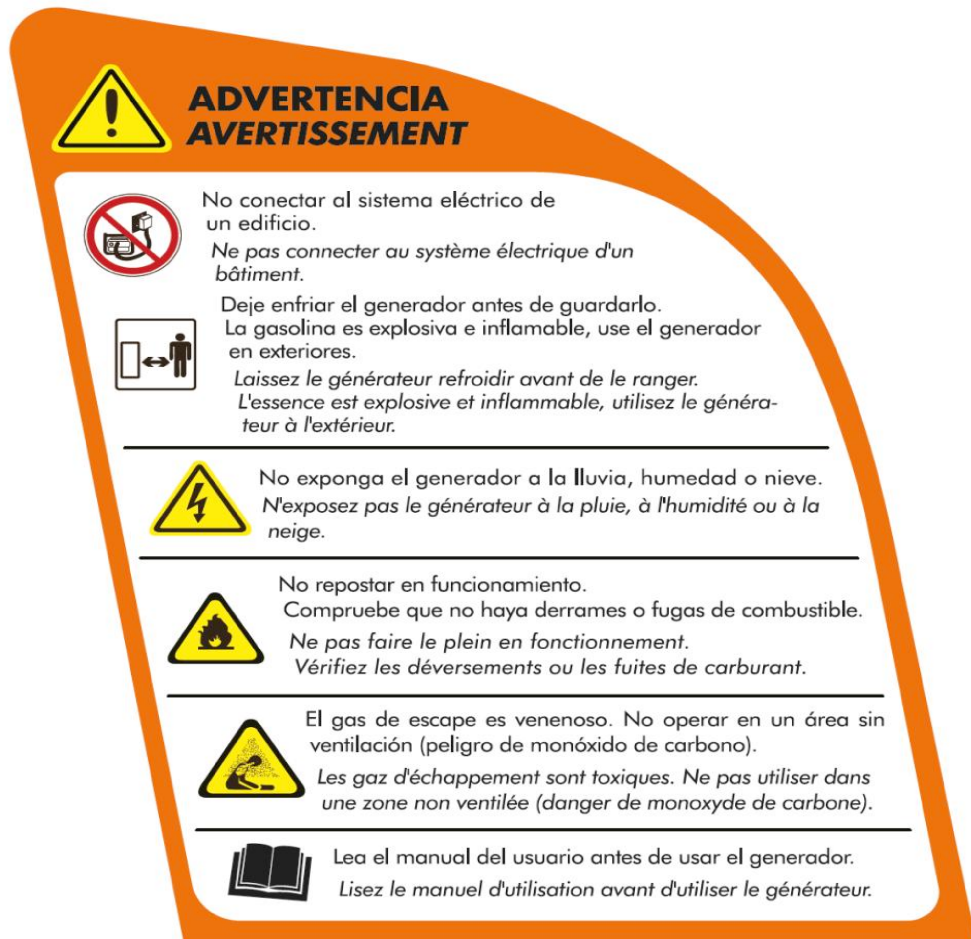 ADVERTENCIA
AVERTISSEMENT
No conectar al sistema eléctrico de
un edificio.
Ne pas connecter au système électrique d'un
bâtiment.
Deje enfriar el generador antes de guardarlo.
La gasolina es explosiva e inflamable, use el generador
en exteriores.
Laissez le générateur refroidir avant de le ranger.
L'essence est explosive et inflammable, utilisez le généra-
teur à l'extérieur.
No exponga el generador a la lluvia, humedad o nieve.
N'exposez pas le générateur à la pluie, à l'humidité ou à la
neige.
No repostar en funcionamiento.
Compruebe que no haya derrames o fugas de combustible.
Ne pas faire le plein en fonctionnement.
Vérifiez les déversements ou les fuites de carburant.
El gas de escape es venenoso. No operar en un área sin
ventilación (peligro de monóxido de carbono).
Les gaz d'échappement sont toxiques. Ne pas utiliser dans
une zone non ventilée (danger de monoxyde de carbone).
Lea el manual del usuario antes de usar el generador.
Lisez le manuel d'utilisation avant d'utiliser le générateur.